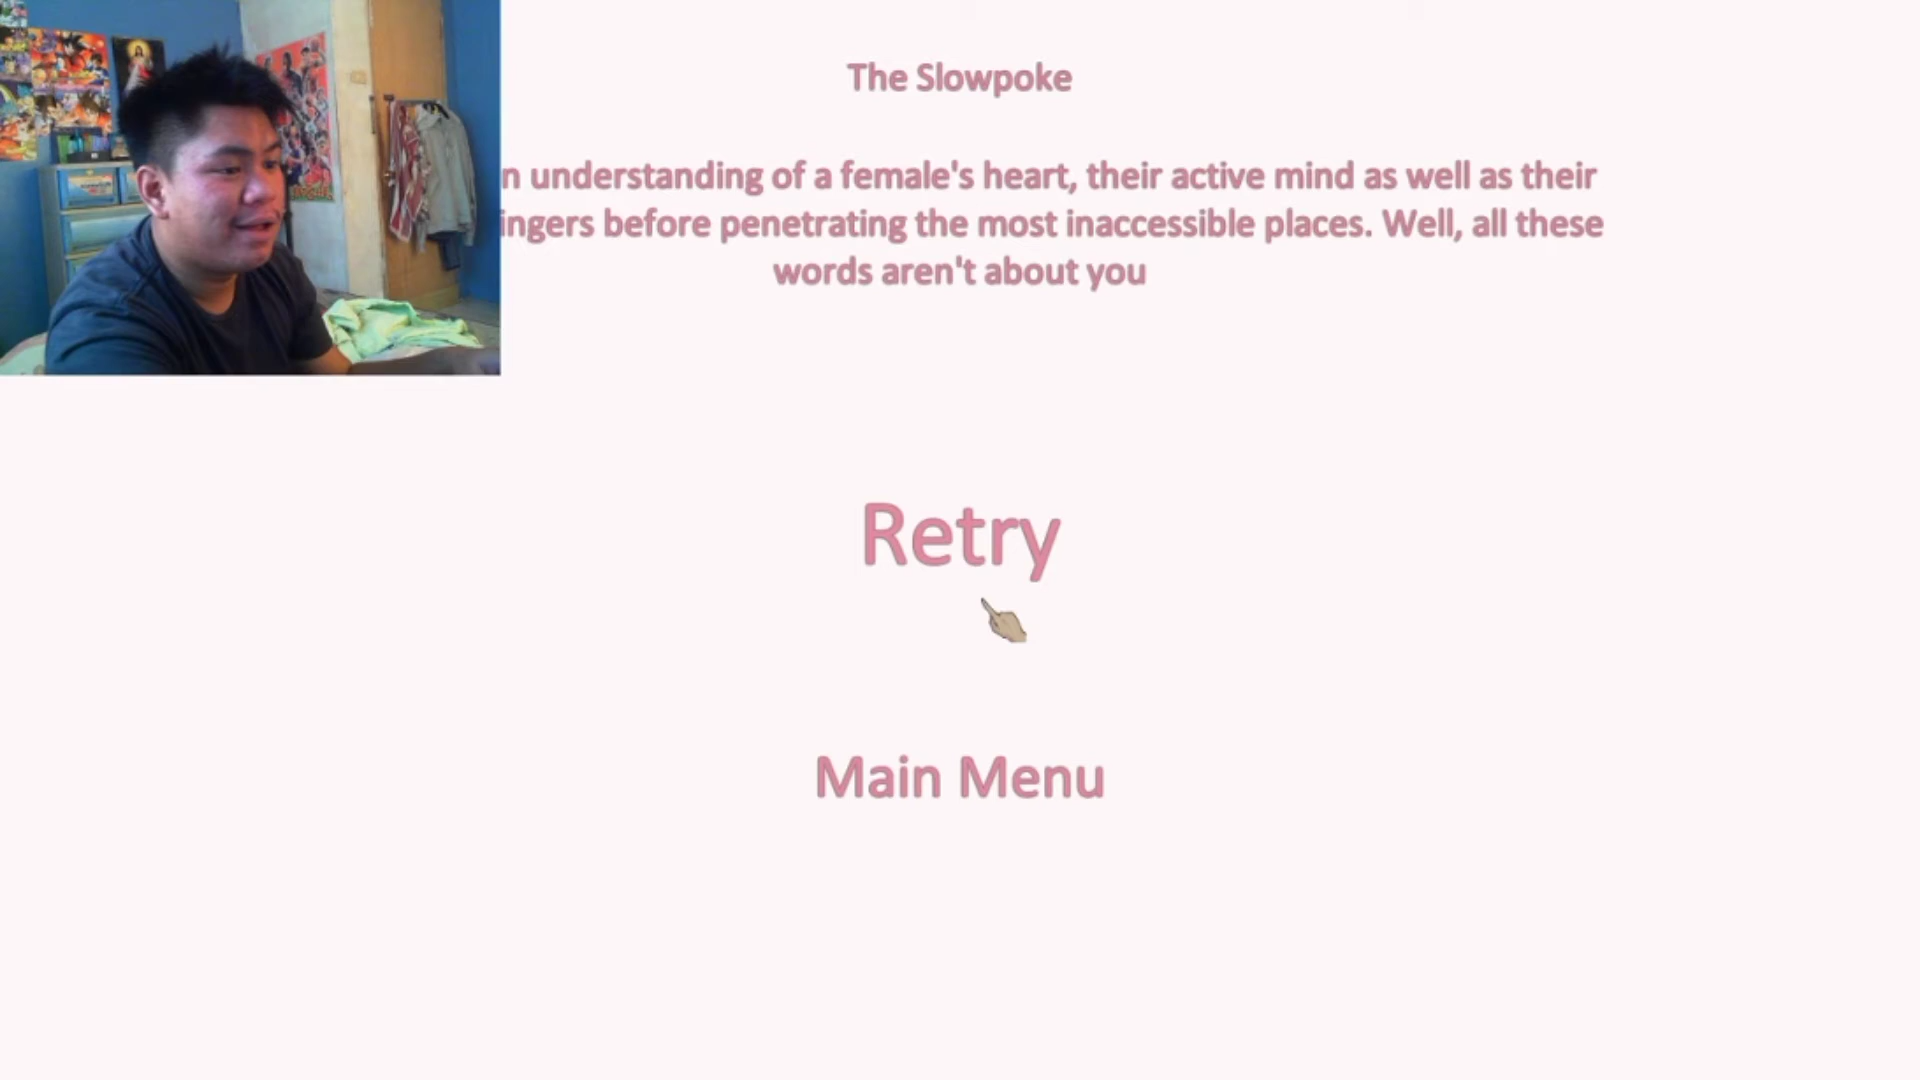 The Slowpoke
n understanding of a female's heart, their active mind as well as their
ingers before penetrating the most inaccessible places. Well, all these
words aren't about you
Retry
Main Menu